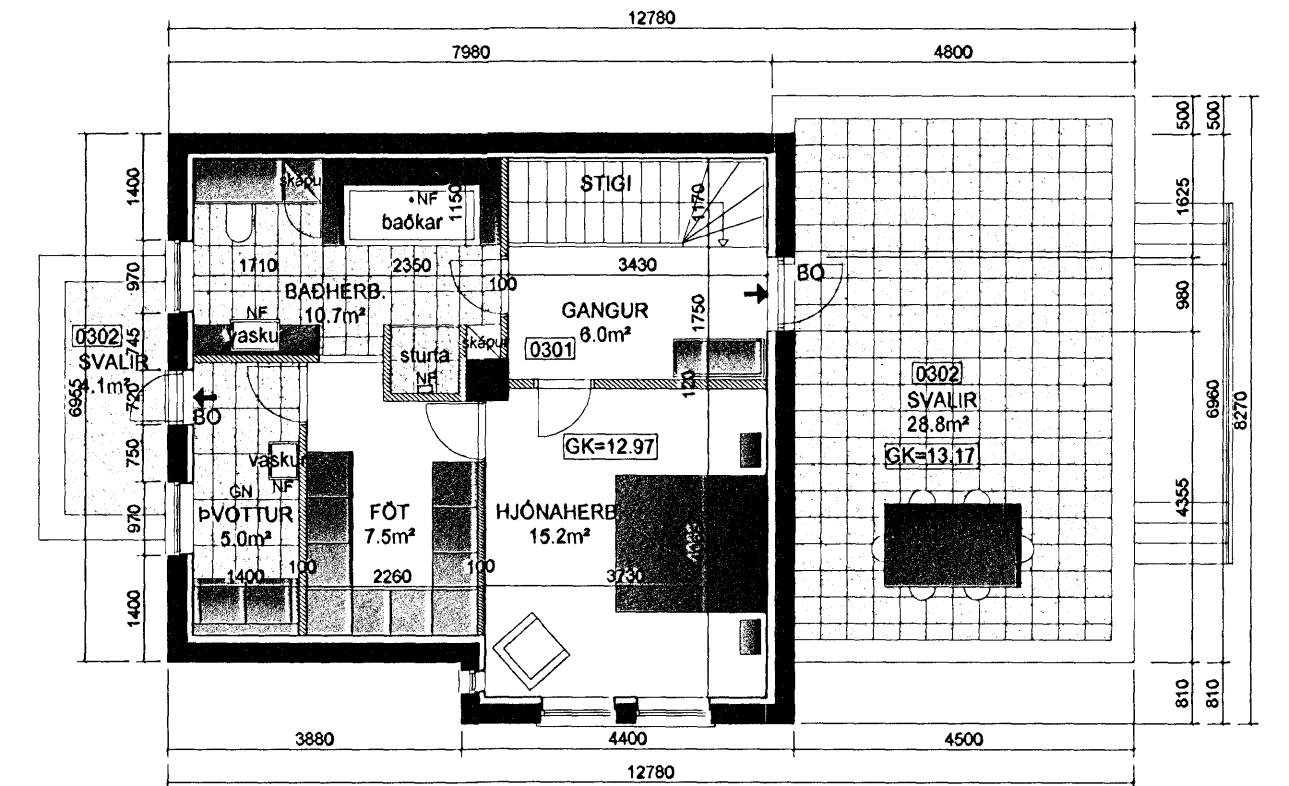 12780
7980
4800
500
500
1400
skápur
NF
baðkar
1150
STIGI
1170
1625
1710
2350
3430
100
BO
970
BAÐHERB.
10.7m²
GANGUR
6.0m²
1750
980
NF
vaskur
745
0302
SVALIR
4.1m²
sturta
NF
skápur
0301
120
0302
SVALIR
28.8m²
GK=13.17
6955
720
BO
6960
8270
750
vaskur
NF
GN
GK=12.97
ÞVOTTUR
5.0m²
FÖT
7.5m²
HJÓNAHERB
15.2m²
4355
970
100
100
1400
2260
3730
1400
810
810
3880
4400
4500
12780